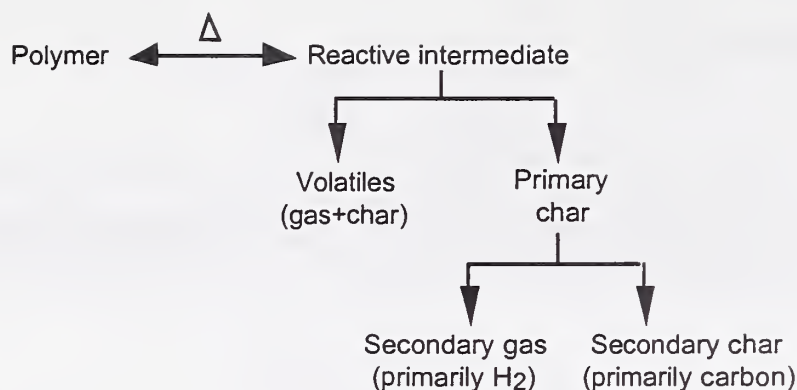 Δ
Polymer Reactive intermediate
Volatiles
(gas+char)
Primary
char
Secondary gas
(primarily H2)
Secondary char
(primarily carbon)